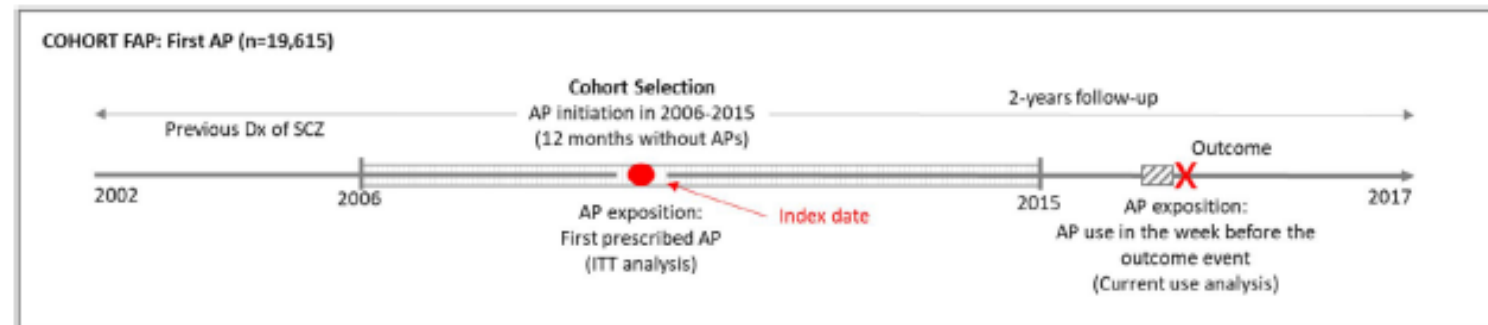 COHORT FAP: First AP (n=19,615)
Cohort Selection
AP initiation in 2006-2015
(12 months without APs)
2-years follow-up
Previous Dx of SCZ
Outcome
X
2002
2006
2015
2017
AP exposition:
First prescribed AP
(ITT analysis)
Index date
AP exposition:
AP use in the week before the
outcome event
(Current use analysis)